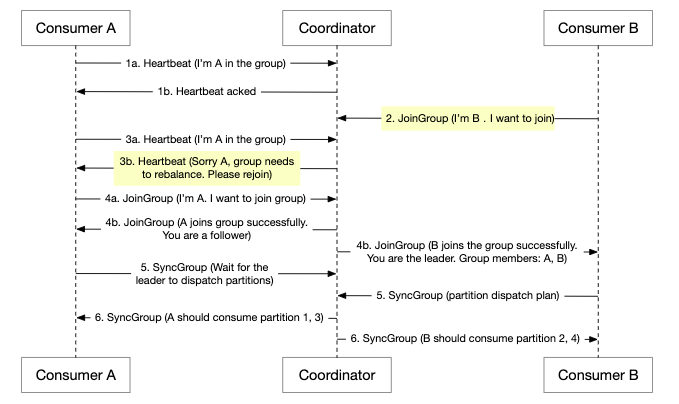 Consumer A
Coordinator
Consumer B
1a. Heartbeat (I'm A in the group)
1b. Heartbeat acked
2. JoinGroup (I'm B . I want to join)
3a. Heartbeat (I'm A in the group)
3b. Heartbeat (Sorry A, group needs
to rebalance. Please rejoin)
4a. JoinGroup (I'm A. I want to join group)
4b. JoinGroup (A joins group successfully.
You are a follower)
4b. JoinGroup (B joins the group successfully.
You are the leader. Group members: A, B)
5. SyncGroup (Wait for the
leader to dispatch partitions)
5. SyncGroup (partition dispatch plan)
6. SyncGroup (A should consume partition 1, 3)
6. SyncGroup (B should consume partition 2, 4)
Consumer A
Coordinator
Consumer B